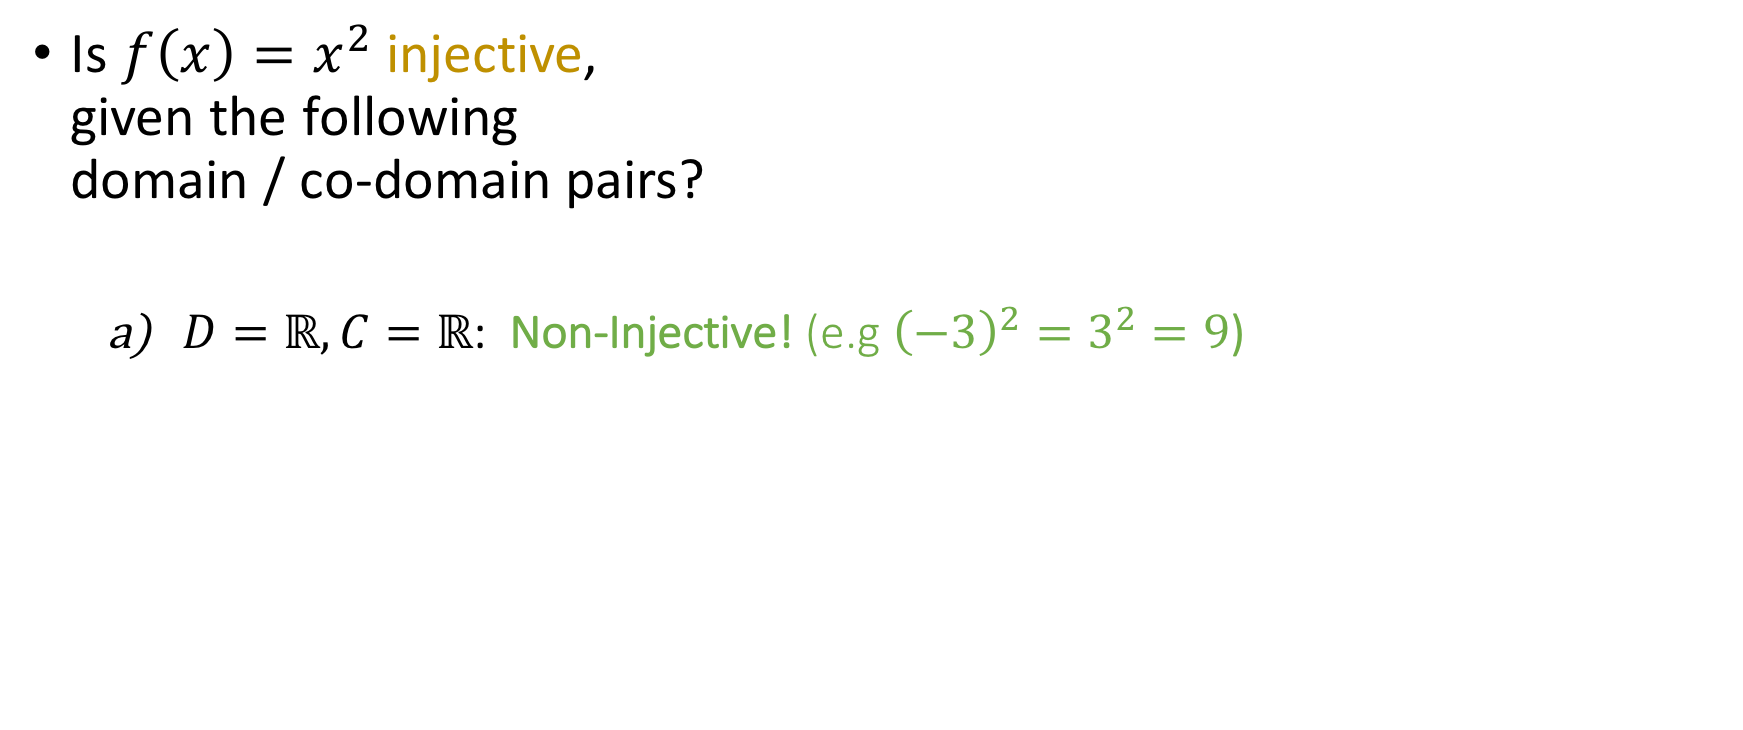 • Is 𝑓(𝑥) = 𝑥² injective,
given the following
domain / co-domain pairs?
a) D = ℝ, C = ℝ: Non-Injective! (e.g (−3)² = 3² = 9)